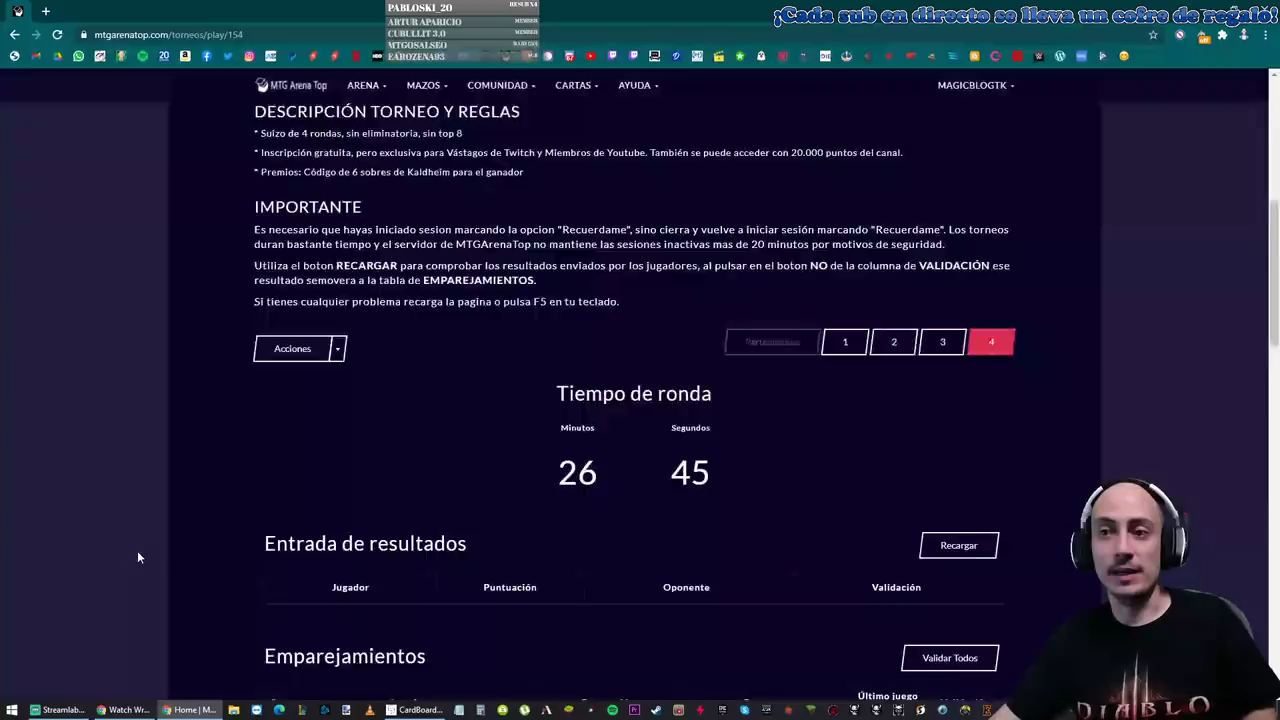 PABLOSKI_20 RESUB X4
ARTUR APARICIO MEMBER
CUBULLIT 3.0 MEMBER
MTGOSALSEO
EAROZENA93
¡Cada sub en directo se lleva un cofre de regalo!
mtgarenatop.com/torneos/play/154
MTG Arena Top ARENA MAZOS COMUNIDAD CARTAS AYUDA MAGICBLOGTK
DESCRIPCIÓN TORNEO Y REGLAS
* Suizo de 4 rondas, sin eliminatoria, sin top 8
* Inscripción gratuita, pero exclusiva para Vástagos de Twitch y Miembros de Youtube. También se puede acceder con 20.000 puntos del canal.
* Premios: Código de 6 sobres de Kaldheim para el ganador
IMPORTANTE
Es necesario que hayas iniciado sesion marcando la opcion "Recuerdame", sino cierra y vuelve a iniciar sesión marcando "Recuerdame". Los torneos
duran bastante tiempo y el servidor de MTGArenaTop no mantiene las sesiones inactivas mas de 20 minutos por motivos de seguridad.
Utiliza el boton RECARGAR para comprobar los resultados enviados por los jugadores, al pulsar en el boton NO de la columna de VALIDACIÓN ese
resultado semovera a la tabla de EMPAREJAMIENTOS.
Si tienes cualquier problema recarga la pagina o pulsa F5 en tu teclado.
Acciones 1 2 3 4
Tiempo de ronda
Minutos Segundos
26 45
Entrada de resultados Recargar
Jugador Puntuación Oponente Validación
Emparejamientos Validar Todos
Último juego
DIABLO
Streamlab... Watch Wr... Home | M... CardBoard...